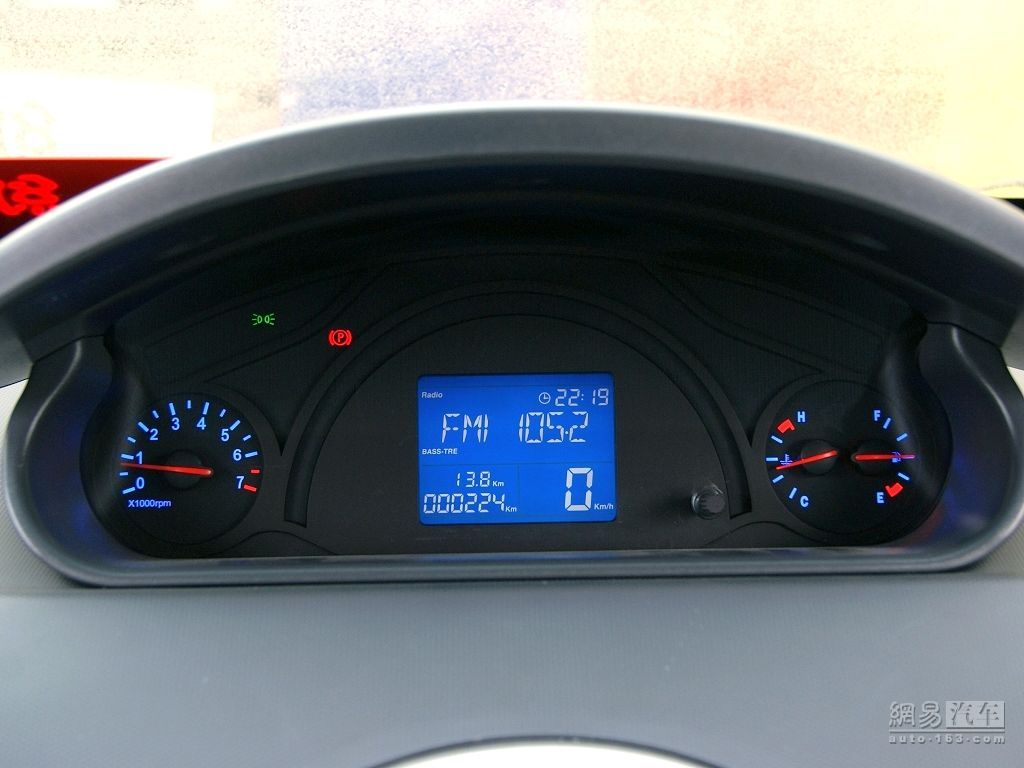 Radio 22:19
FM1 105.2
BASS-TRE
13.8 Km
000224 Km
0 Km/h
0 1 2 3 4 5 6 7
X1000rpm
P
H
C
F
E
網易汽车
auto·163·com